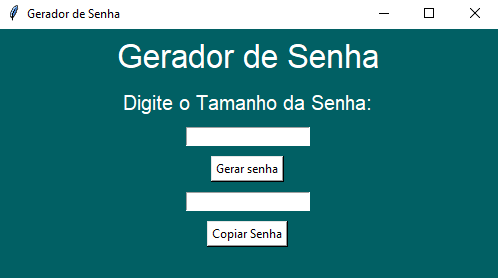 Gerador de Senha
Gerador de Senha
Digite o Tamanho da Senha:
Gerar senha
Copiar Senha